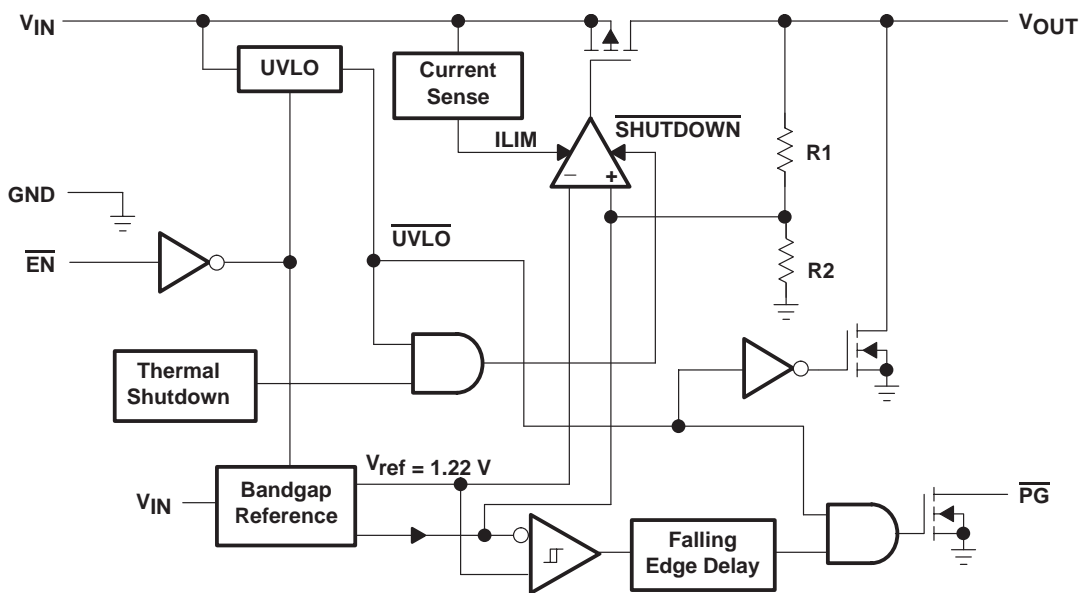 VIN
VOUT
UVLO
Current
Sense
SHUTDOWN
ILIM
R1
–
+
GND
UVLO
EN
R2
Thermal
Shutdown
Vref = 1.22 V
VIN
Bandgap
Reference
PG
Falling
Edge Delay